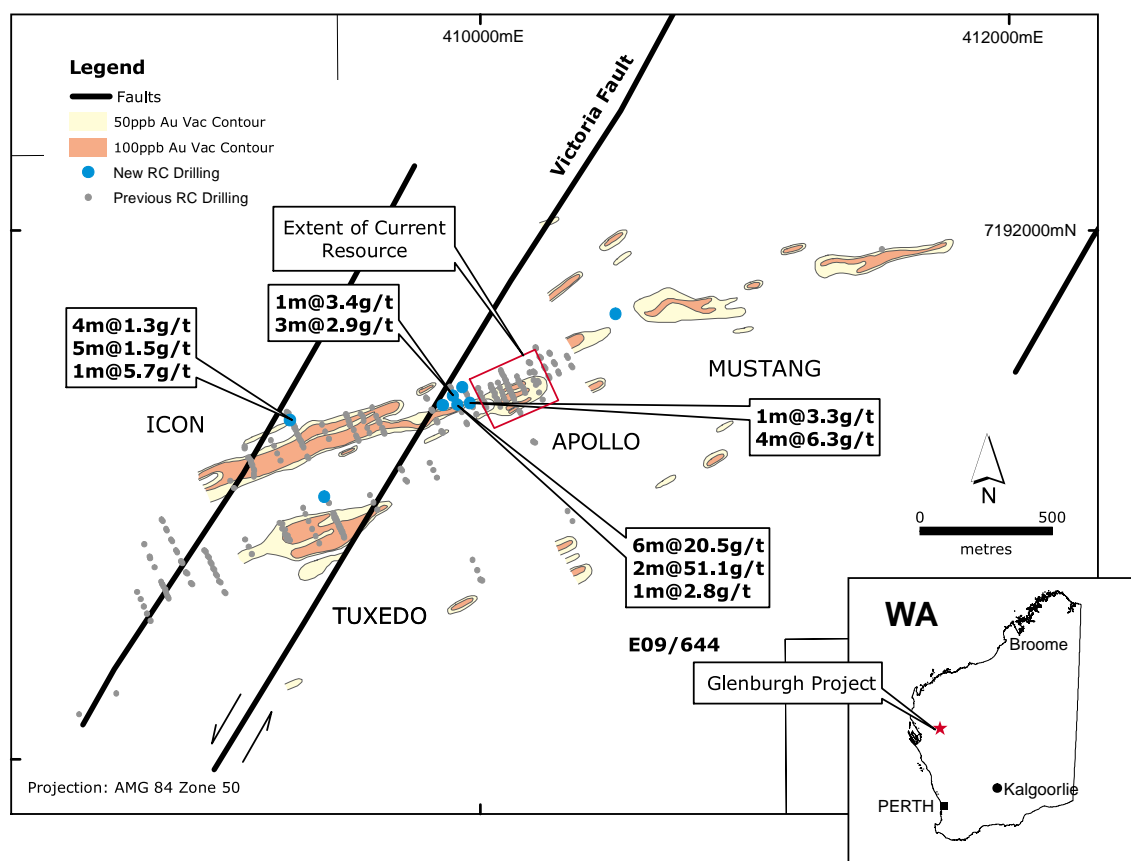 410000mE
412000mE
Legend
Faults
50ppb Au Vac Contour
100ppb Au Vac Contour
New RC Drilling
Previous RC Drilling
Victoria Fault
7192000mN
Extent of Current
Resource
1m@3.4g/t
3m@2.9g/t
4m@1.3g/t
5m@1.5g/t
1m@5.7g/t
ICON
MUSTANG
1m@3.3g/t
4m@6.3g/t
APOLLO
N
0
500
metres
6m@20.5g/t
2m@51.1g/t
1m@2.8g/t
TUXEDO
E09/644
WA
Broome
Glenburgh Project
Kalgoorlie
PERTH
Projection: AMG 84 Zone 50